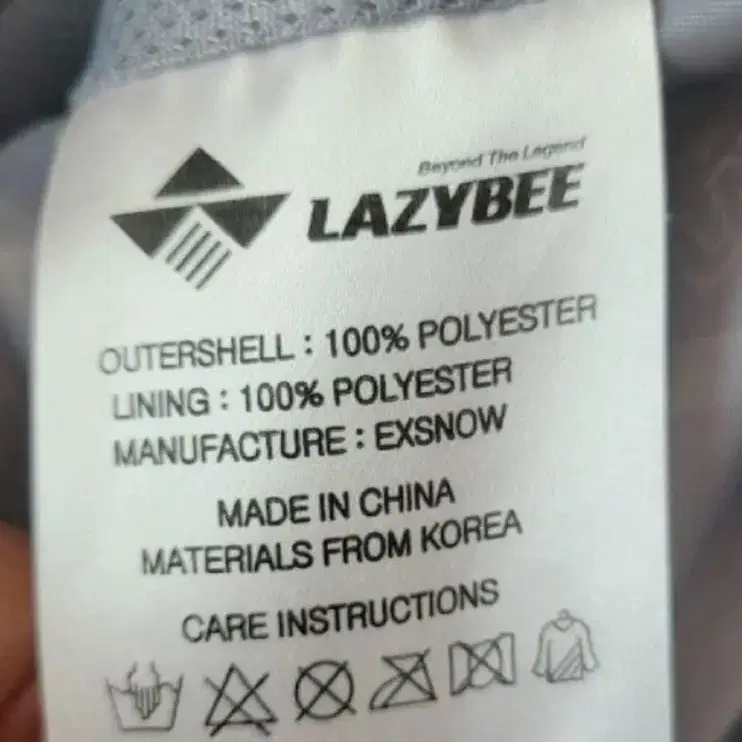 Beyond The Legend
LAZYBEE
OUTERSHELL : 100% POLYESTER
LINING : 100% POLYESTER
MANUFACTURE : EXSNOW
MADE IN CHINA
MATERIALS FROM KOREA
CARE INSTRUCTIONS